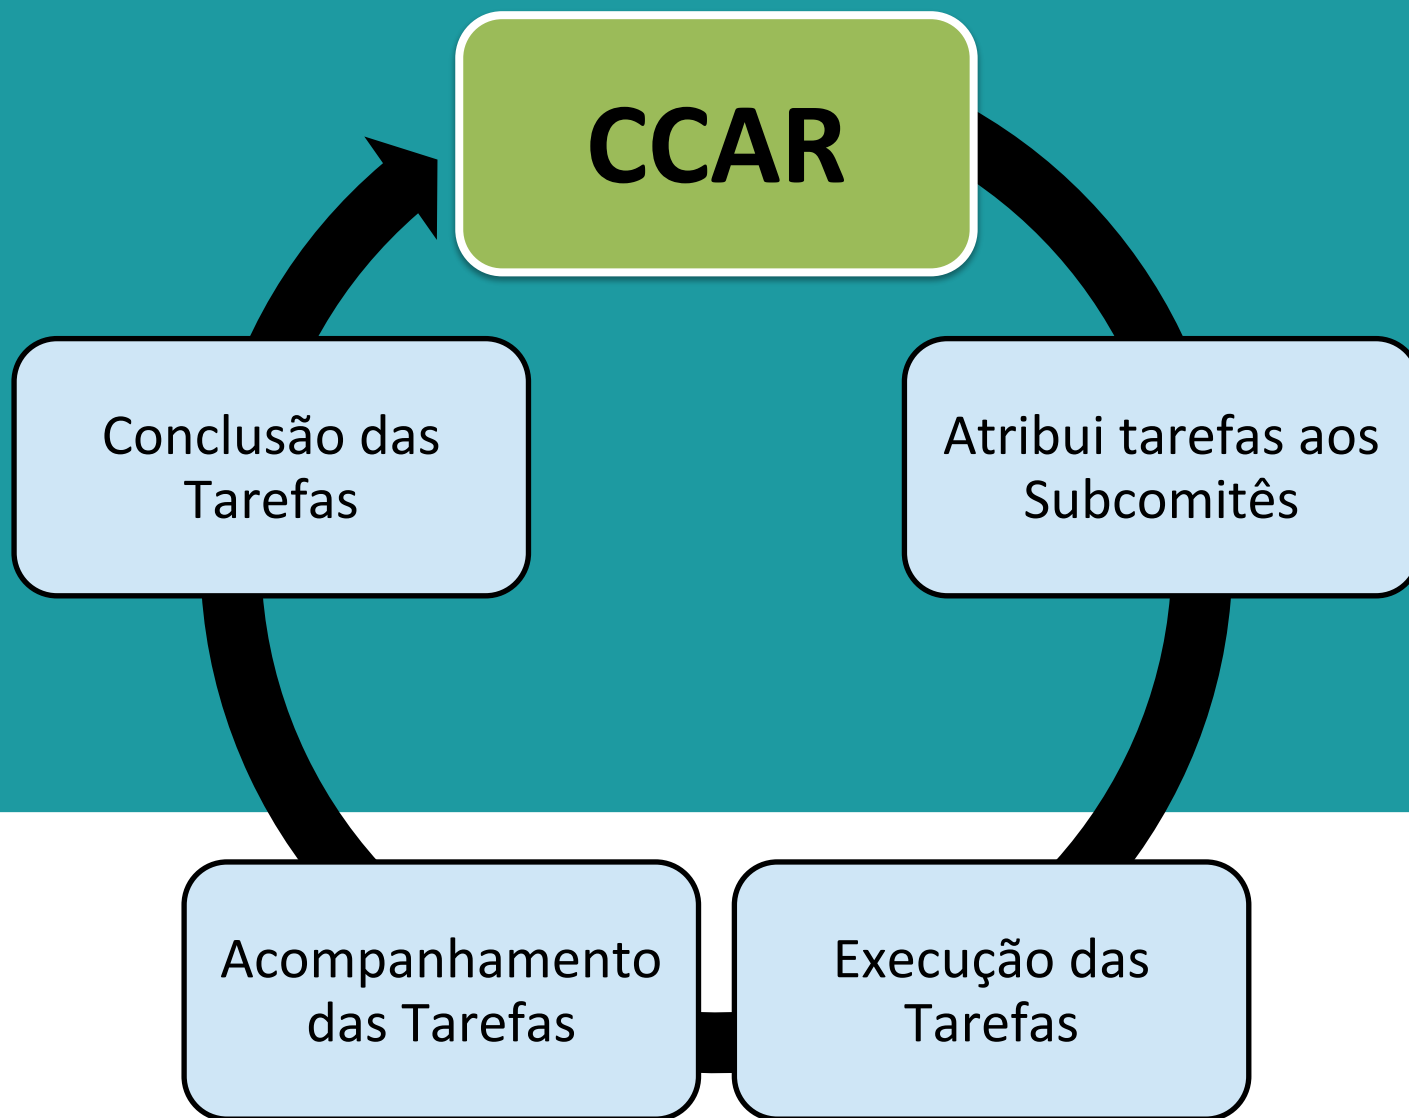 CCAR
Conclusão das
Tarefas
Atribui tarefas aos
Subcomitês
Acompanhamento
das Tarefas
Execução das
Tarefas